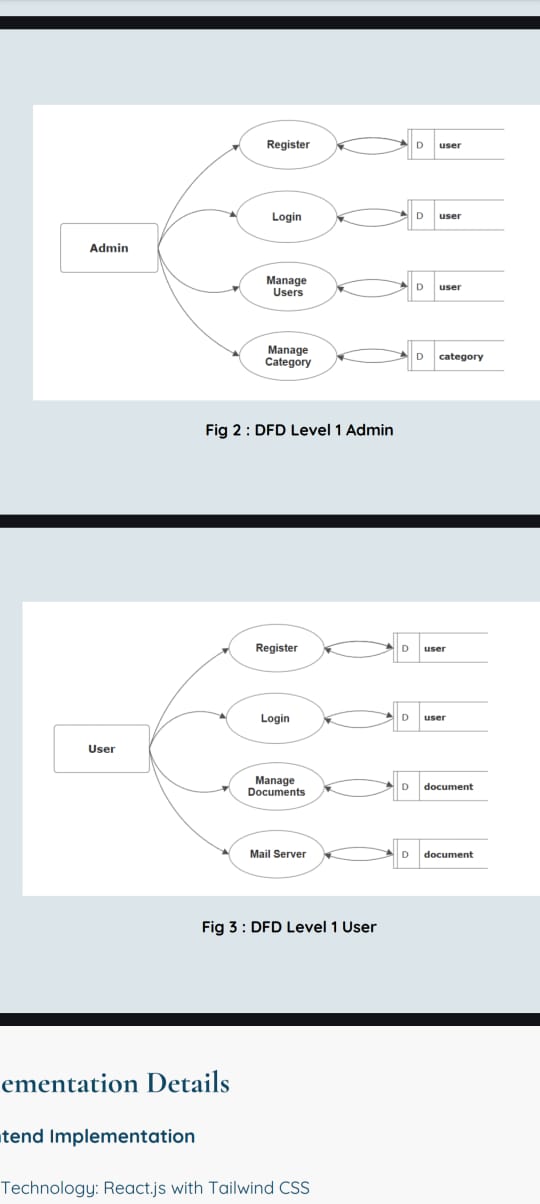 Register
D
user
Login
D
user
Admin
Manage
Users
D
user
Manage
Category
D
category
Fig 2 : DFD Level 1 Admin
Register
D
user
Login
D
user
User
Manage
Documents
D
document
Mail Server
D
document
Fig 3 : DFD Level 1 User
ementation Details
ntend Implementation
Technology: React.js with Tailwind CSS